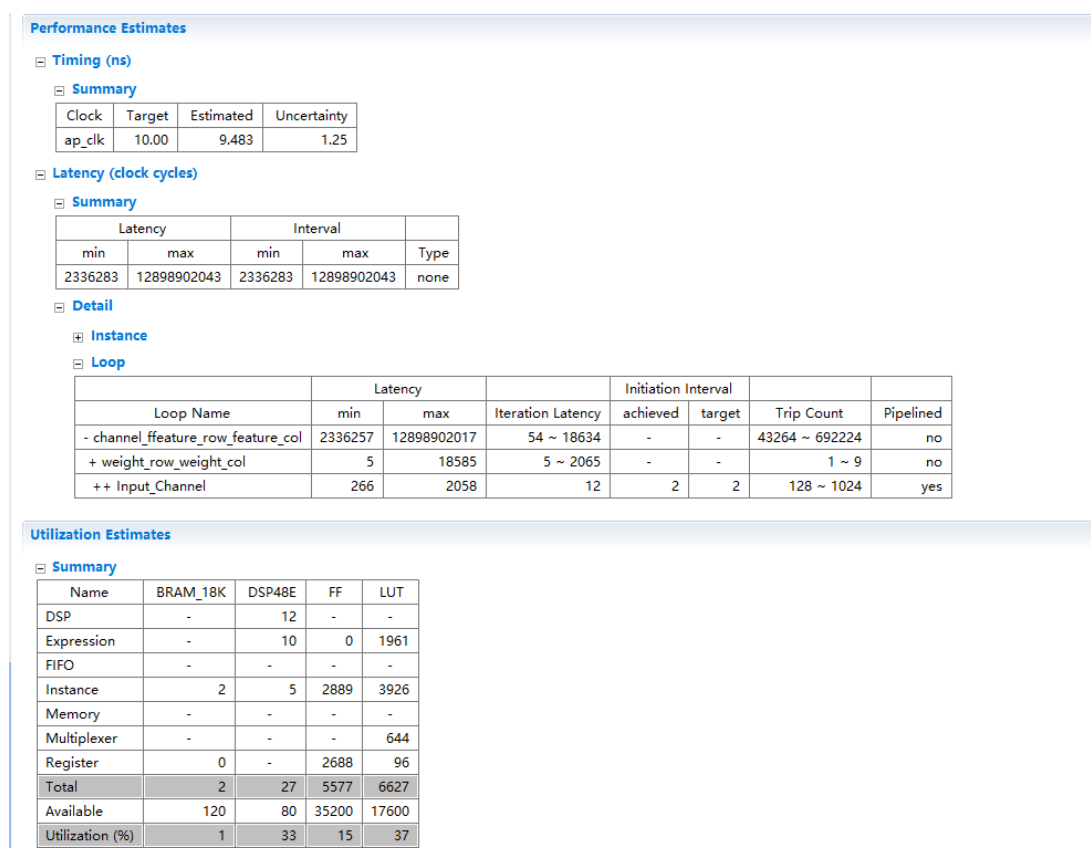 Performance Estimates
Timing (ns)
Summary
Clock Target Estimated Uncertainty
ap_clk 10.00 9.483 1.25
Latency (clock cycles)
Summary
Latency Interval
min max min max Type
2336283 12898902043 2336283 12898902043 none
Detail
Instance
Loop
Latency Initiation Interval
Loop Name min max Iteration Latency achieved target Trip Count Pipelined
- channel_ffeature_row_feature_col 2336257 12898902017 54 ~ 18634 - - 43264 ~ 692224 no
+ weight_row_weight_col 5 18585 5 ~ 2065 - - 1 ~ 9 no
++ Input_Channel 266 2058 12 2 2 128 ~ 1024 yes
Utilization Estimates
Summary
Name BRAM_18K DSP48E FF LUT
DSP - 12 - -
Expression - 10 0 1961
FIFO - - - -
Instance 2 5 2889 3926
Memory - - - -
Multiplexer - - - 644
Register 0 - 2688 96
Total 2 27 5577 6627
Available 120 80 35200 17600
Utilization (%) 1 33 15 37